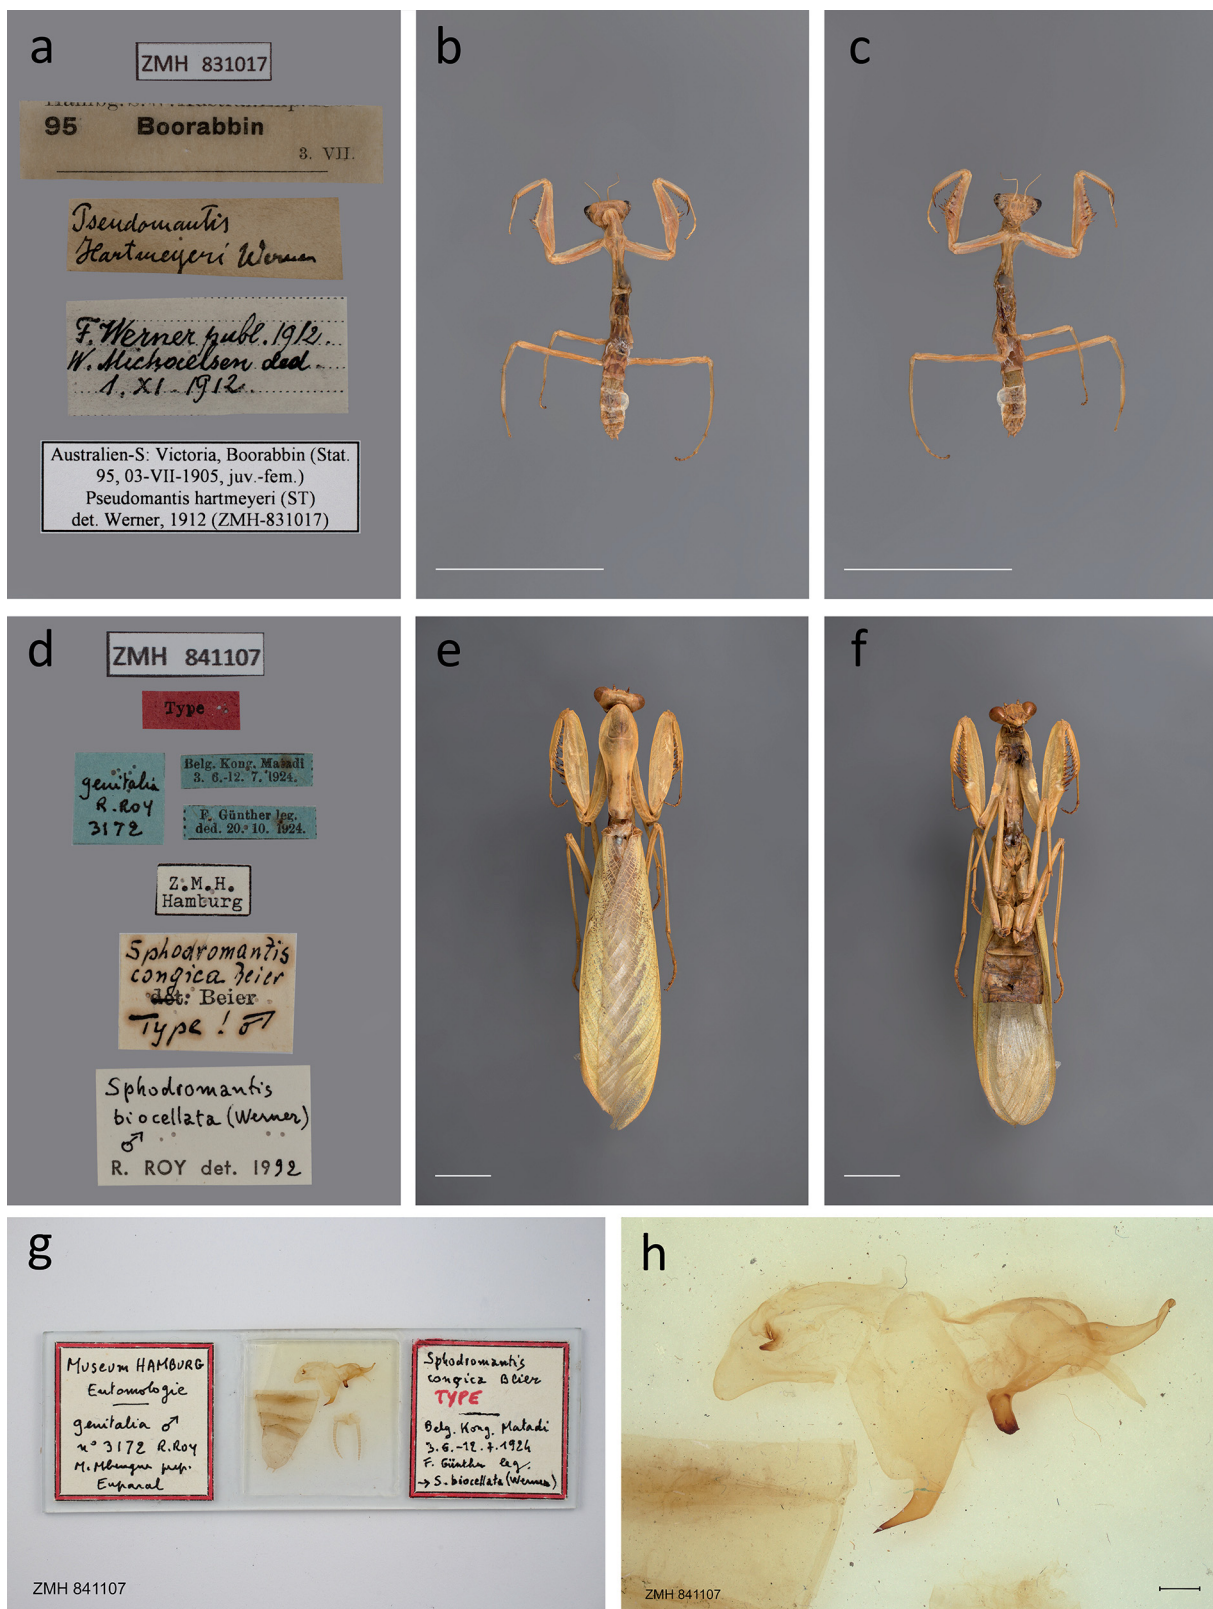 a
ZMH 831017
95 Boorabbin
3. VII.
Pseudomantis
Hartmeyeri Werner
F. Werner publ. 1912.
W. Michaelsen ded.
1. XI. 1912.
Australien-S: Victoria, Boorabbin (Stat.
95, 03-VII-1905, juv.-fem.)
Pseudomantis hartmeyeri (ST)
det. Werner, 1912 (ZMH-831017)
b
c
d
ZMH 841107
Type
genitalia
R. ROY
3172
Belg. Kong. Matadi
3. 6.-12. 7. 1924.
F. Günther leg.
ded. 20. 10. 1924.
Z.M.H.
Hamburg
Sphodromantis
congica Beier
det: Beier
Type! ♂
Sphodromantis
biocellata (Werner)
♂
R. ROY det. 1992
e
f
g
MUSEUM HAMBURG
Entomologie
genitalia ♂
n° 3172 R. Roy
M. Mbengue prep.
Euparal
Sphodromantis
congica Beier
TYPE
Belg. Kong. Matadi
3.6.-12.7.1924
F. Günther leg.
→ S. biocellata (Werner)
ZMH 841107
h
ZMH 841107